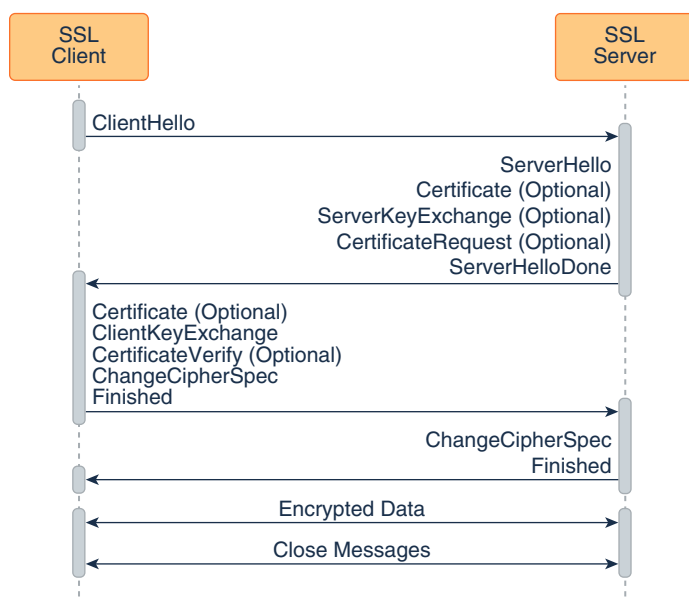 SSL
Client
SSL
Server
ClientHello
ServerHello
Certificate (Optional)
ServerKeyExchange (Optional)
CertificateRequest (Optional)
ServerHelloDone
Certificate (Optional)
ClientKeyExchange
CertificateVerify (Optional)
ChangeCipherSpec
Finished
ChangeCipherSpec
Finished
Encrypted Data
Close Messages